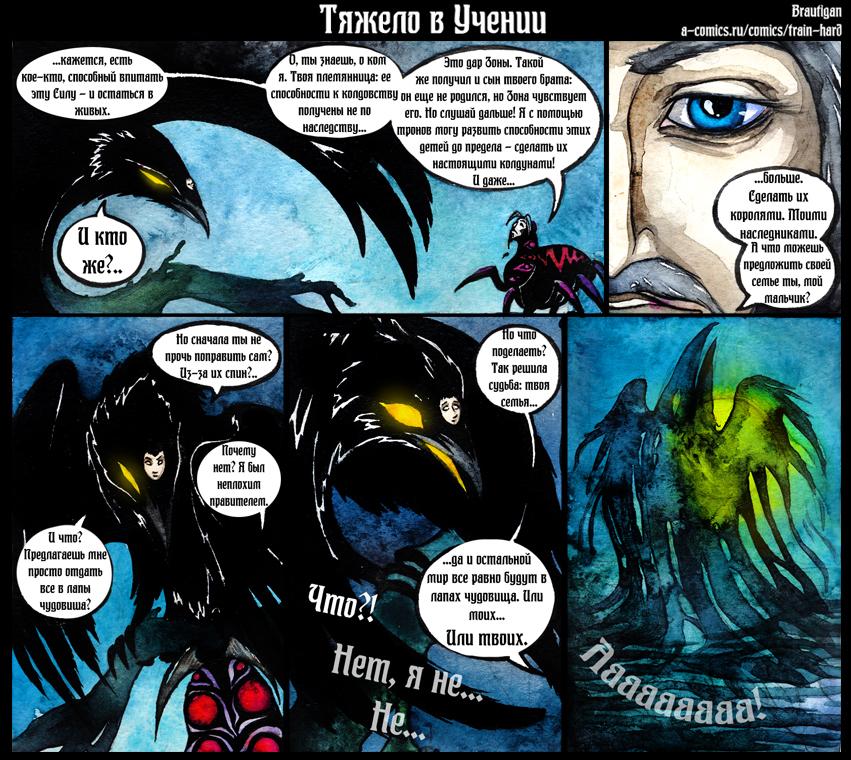 Тяжело в Учении
Brautigan
a-comics.ru/comics/train-hard
...кажется, есть
кое-кто, способный впитать
эту Силу – и остаться в
живых.
О, ты знаешь, о ком
я. Твоя племянница: ее
способности к колдовству
получены не по
наследству...
Это дар Зоны. Такой
же получил и сын твоего брата:
он еще не родился, но Зона чувствует
его. Но слушай дальше! Я с помощью
тронов могу развить способности этих
детей до предела – сделать их
настоящими колдунами!
И даже...
И кто
же?..
...больше.
Сделать их
королями. Моими
наследниками.
А что можешь
предложить своей
семье ты, мой
мальчик?
Но сначала ты не
прочь поправить сам?
Из-за их спин?..
Почему
нет? Я был
неплохим
правителем.
И что?
Предлагаешь мне
просто отдать
все в лапы
чудовища?
Но что
поделаеть?
Так решила
судьба: твоя
семья...
...да и остальной
мир все равно будут в
лапах чудовища. Или
моих...
Или твоих.
Что?!
Нет, я не...
Не...
Аааааааааа!